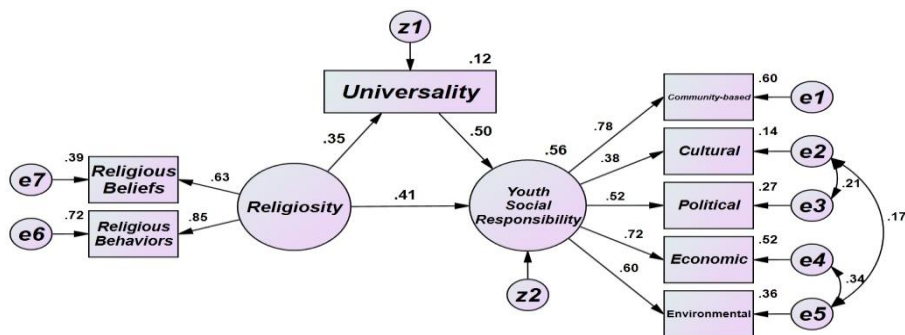 z1
.12
Universality
.60
Community-based
e1
.35
.50
.78
.14
.56
.38
Cultural
e2
.39
Religious
Beliefs
e7
.63
.21
Religiosity
.41
Youth
Social
Responsibility
.52
.27
Political
e3
.17
.72
Religious
Behaviors
e6
.85
.72
.52
Economic
e4
.60
.34
z2
.36
Environmental
e5